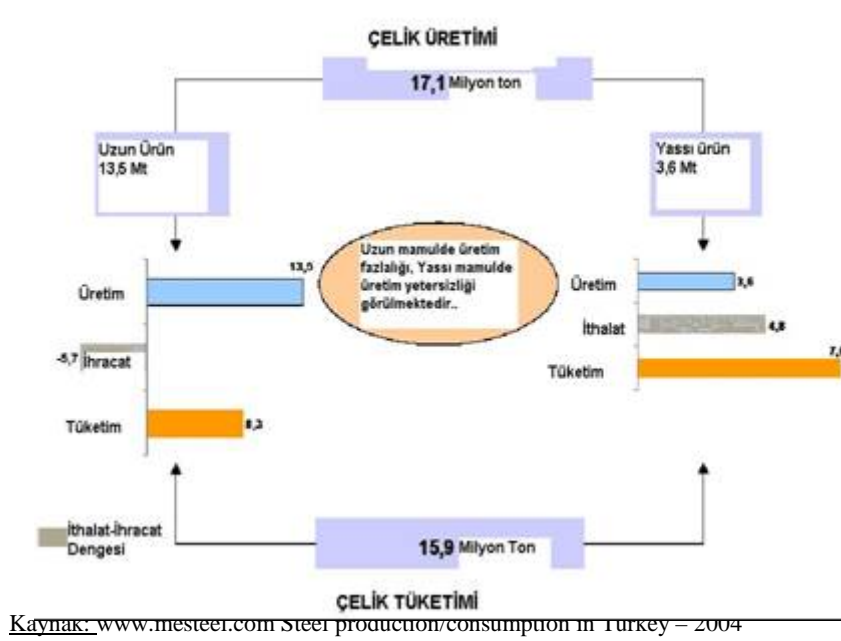 ÇELİK ÜRETİMİ
17,1 Milyon ton
Uzun Ürün
13,5 Mt
Yassı ürün
3,6 Mt
Uzun mamulde üretim
fazlalığı, Yassı mamulde
üretim yetersizliği
görülmektedir..
Üretim
13,5
-5,7 İhracat
Tüketim
8,3
Üretim
3,6
İthalat
4,8
Tüketim
İthalat-İhracat
Dengesi
15,9 Milyon Ton
ÇELİK TÜKETİMİ
Kaynak: www.mesteel.com Steel production/consumption in Turkey – 2004